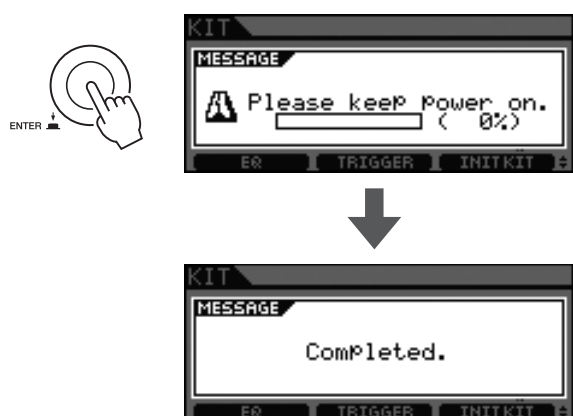 KIT
MESSAGE
Please keep power on.
( 0%)
ENTER
EQ TRIGGER INITKIT
KIT
MESSAGE
Completed.
EQ TRIGGER INITKIT